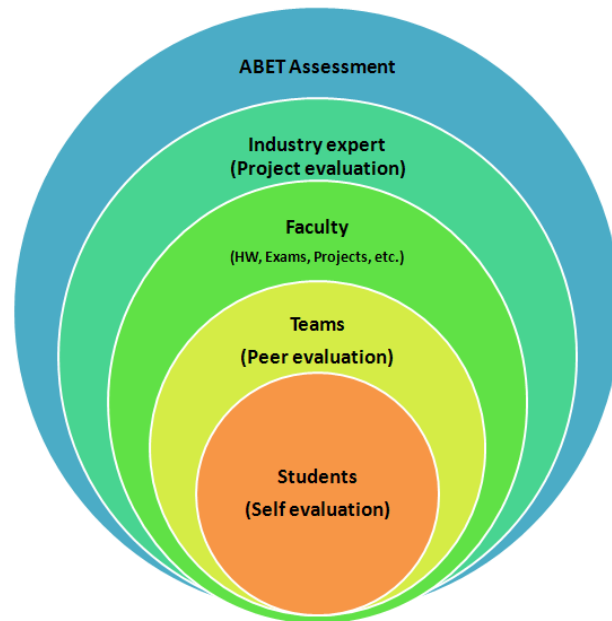 ABET Assessment
Industry expert
(Project evaluation)
Faculty
(HW, Exams, Projects, etc.)
Teams
(Peer evaluation)
Students
(Self evaluation)